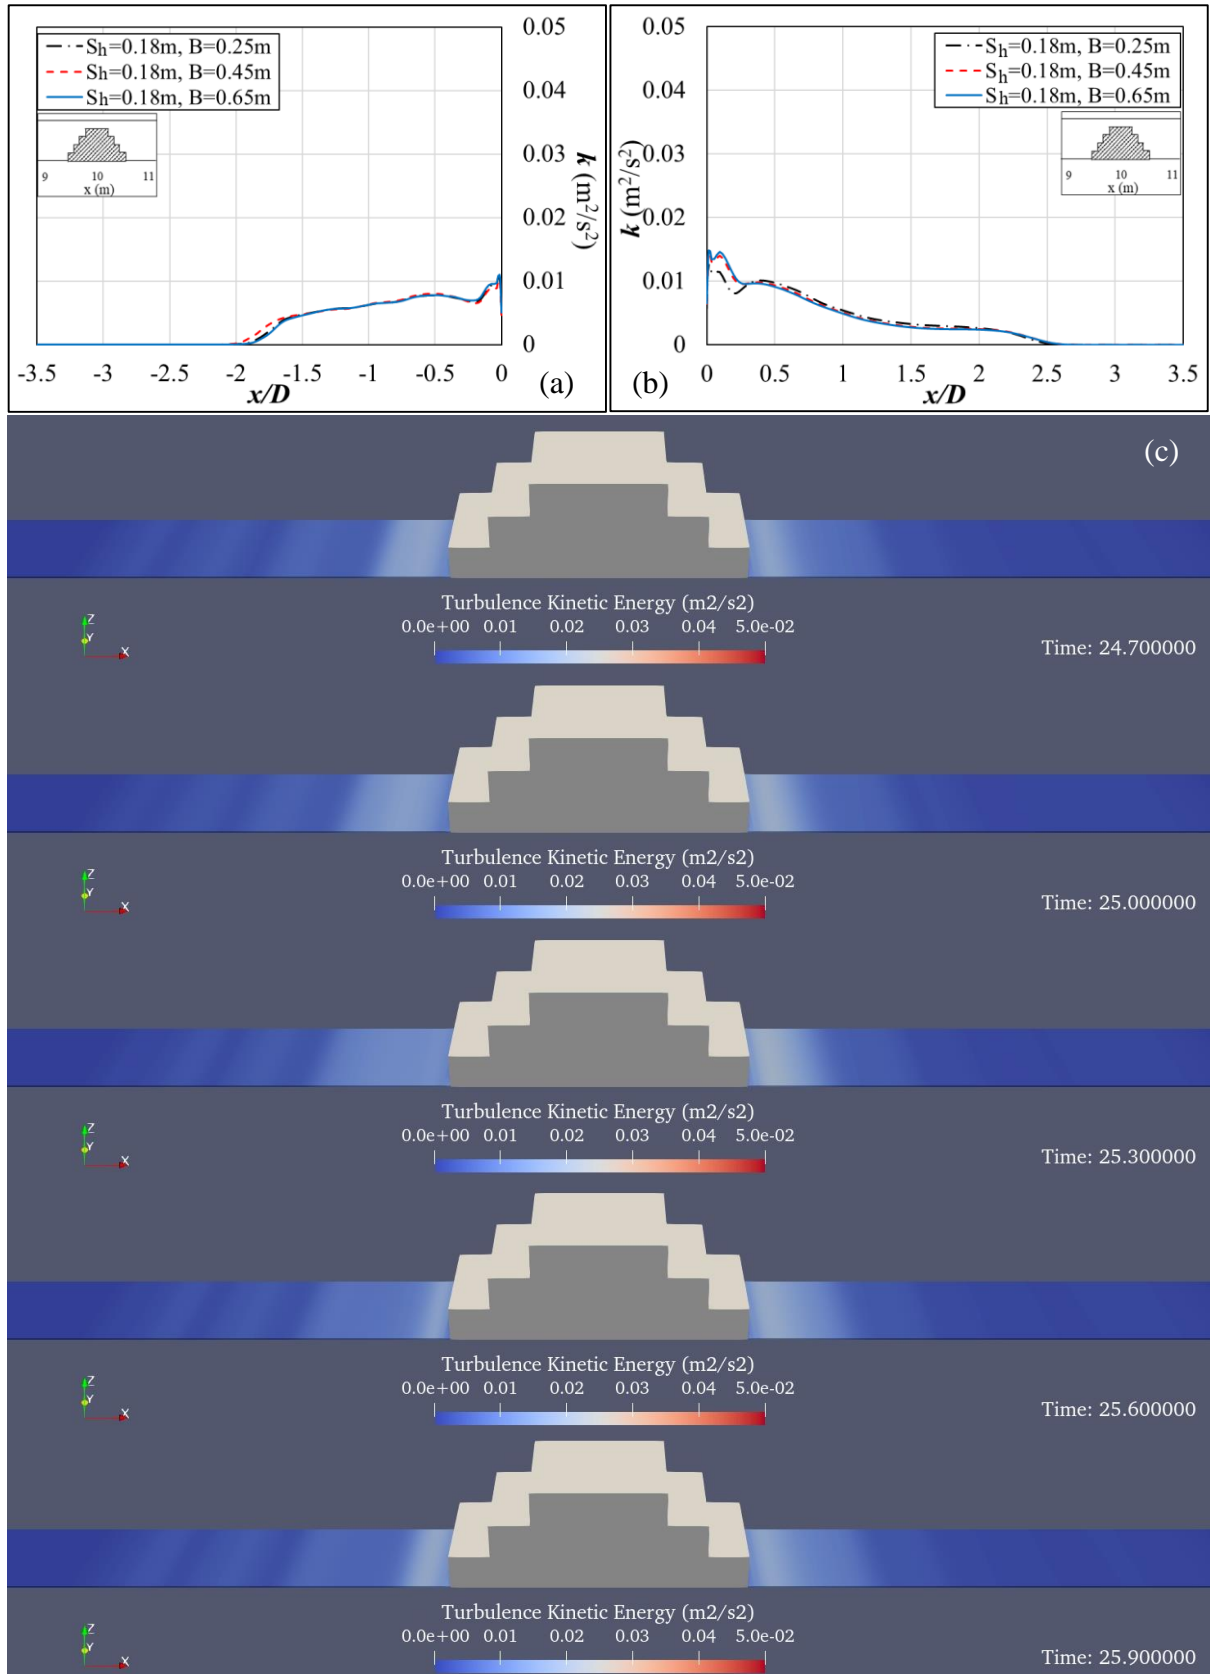 0.05
S_h=0.18m, B=0.25m
S_h=0.18m, B=0.45m
S_h=0.18m, B=0.65m
0.04
0.03
0.02
0.01
0
k (m²/s²)
9 10 11
x (m)
-3.5 -3 -2 -1.5 -1 -0.5 0
x/D
(a)
0.05
S_h=0.18m, B=0.25m
S_h=0.18m, B=0.45m
S_h=0.18m, B=0.65m
0.04
0.03
0.02
0.01
0
k (m²/s²)
9 10 11
x (m)
0 0.5 1 1.5 2 2.5 3 3.5
x/D
(b)
(c)
Turbulence Kinetic Energy (m2/s2)
0.0e+00 0.01 0.02 0.03 0.04 5.0e-02
Z
Y
X
Time: 24.700000
Turbulence Kinetic Energy (m2/s2)
0.0e+00 0.01 0.02 0.03 0.04 5.0e-02
Z
Y
X
Time: 25.000000
Turbulence Kinetic Energy (m2/s2)
0.0e+00 0.01 0.02 0.03 0.04 5.0e-02
Z
Y
X
Time: 25.300000
Turbulence Kinetic Energy (m2/s2)
0.0e+00 0.01 0.02 0.03 0.04 5.0e-02
Z
Y
X
Time: 25.600000
Turbulence Kinetic Energy (m2/s2)
0.0e+00 0.01 0.02 0.03 0.04 5.0e-02
Z
Y
X
Time: 25.900000